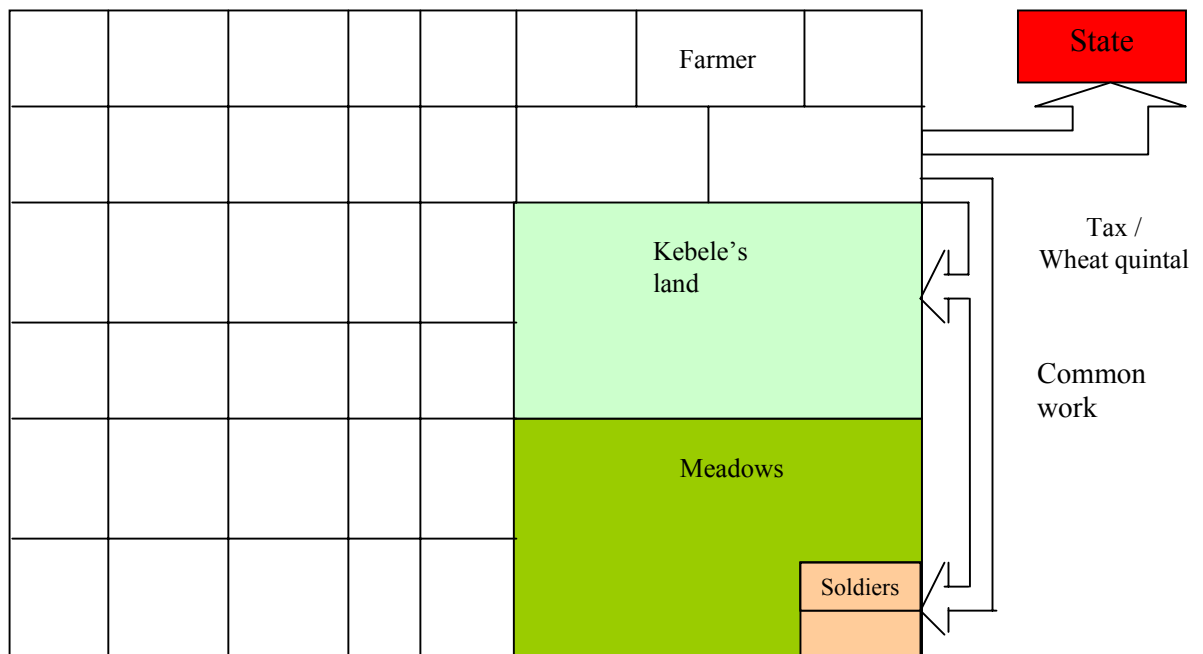 Farmer
State
Tax /
Wheat quintal
Kebele’s
land
Common
work
Meadows
Soldiers